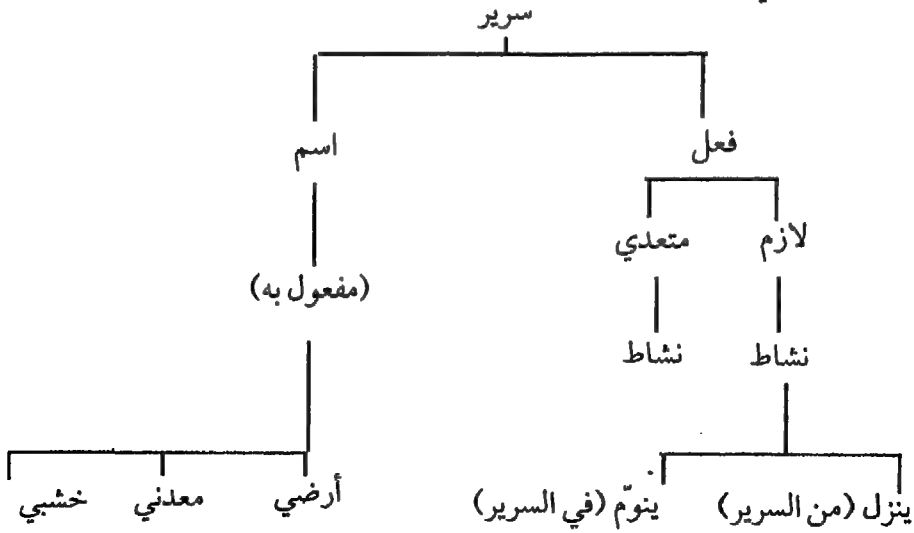 سرير
فعل
اسم
لازم
متعدي
(مفعول به)
نشاط
نشاط
ينزل (من السرير)
ينوّم (في السرير)
أرضي
معدني
خشبي